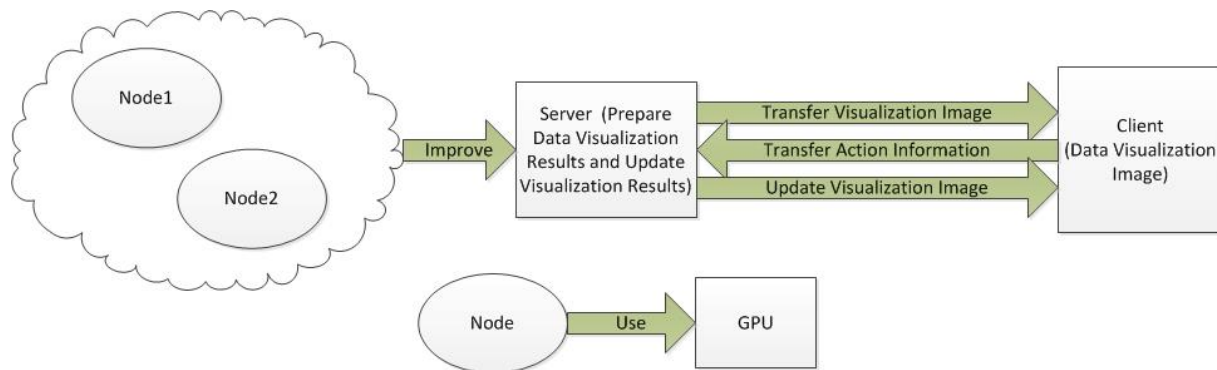 Node1
Node2
Improve
Server (Prepare
Data Visualization
Results and Update
Visualization Results)
Transfer Visualization Image
Transfer Action Information
Update Visualization Image
Client
(Data Visualization
Image)
Node
Use
GPU